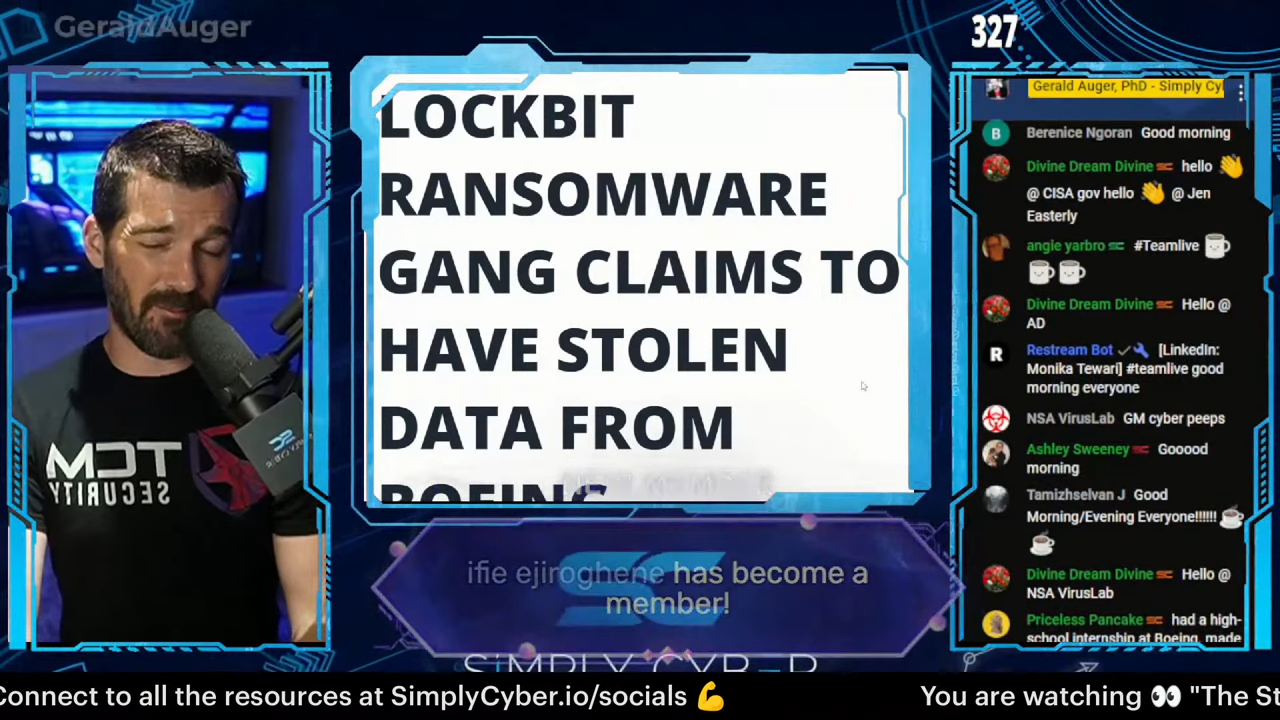 GeraldAuger
327
LOCKBIT
RANSOMWARE
GANG CLAIMS TO
HAVE STOLEN
DATA FROM
BOEING
TCM
SECURITY
ifie ejiroghene has become a
member!
SIMPLY CYBER
Gerald Auger, PhD - Simply Cy
B Berenice Ngoran Good morning
Divine Dream Divine hello 👋
@ CISA gov hello 👋 @ Jen
Easterly
angie yarbro #Teamlive
Divine Dream Divine Hello @
AD
R Restream Bot [LinkedIn:
Monika Tewari] #teamlive good
morning everyone
NSA VirusLab GM cyber peeps
Ashley Sweeney Gooood
morning
Tamizhselvan J Good
Morning/Evening Everyone!!!!!! ☕
☕
Divine Dream Divine Hello @
NSA VirusLab
Priceless Pancake had a high-
school internship at Boeing, made
Connect to all the resources at SimplyCyber.io/socials 💪
You are watching 👀 "The St